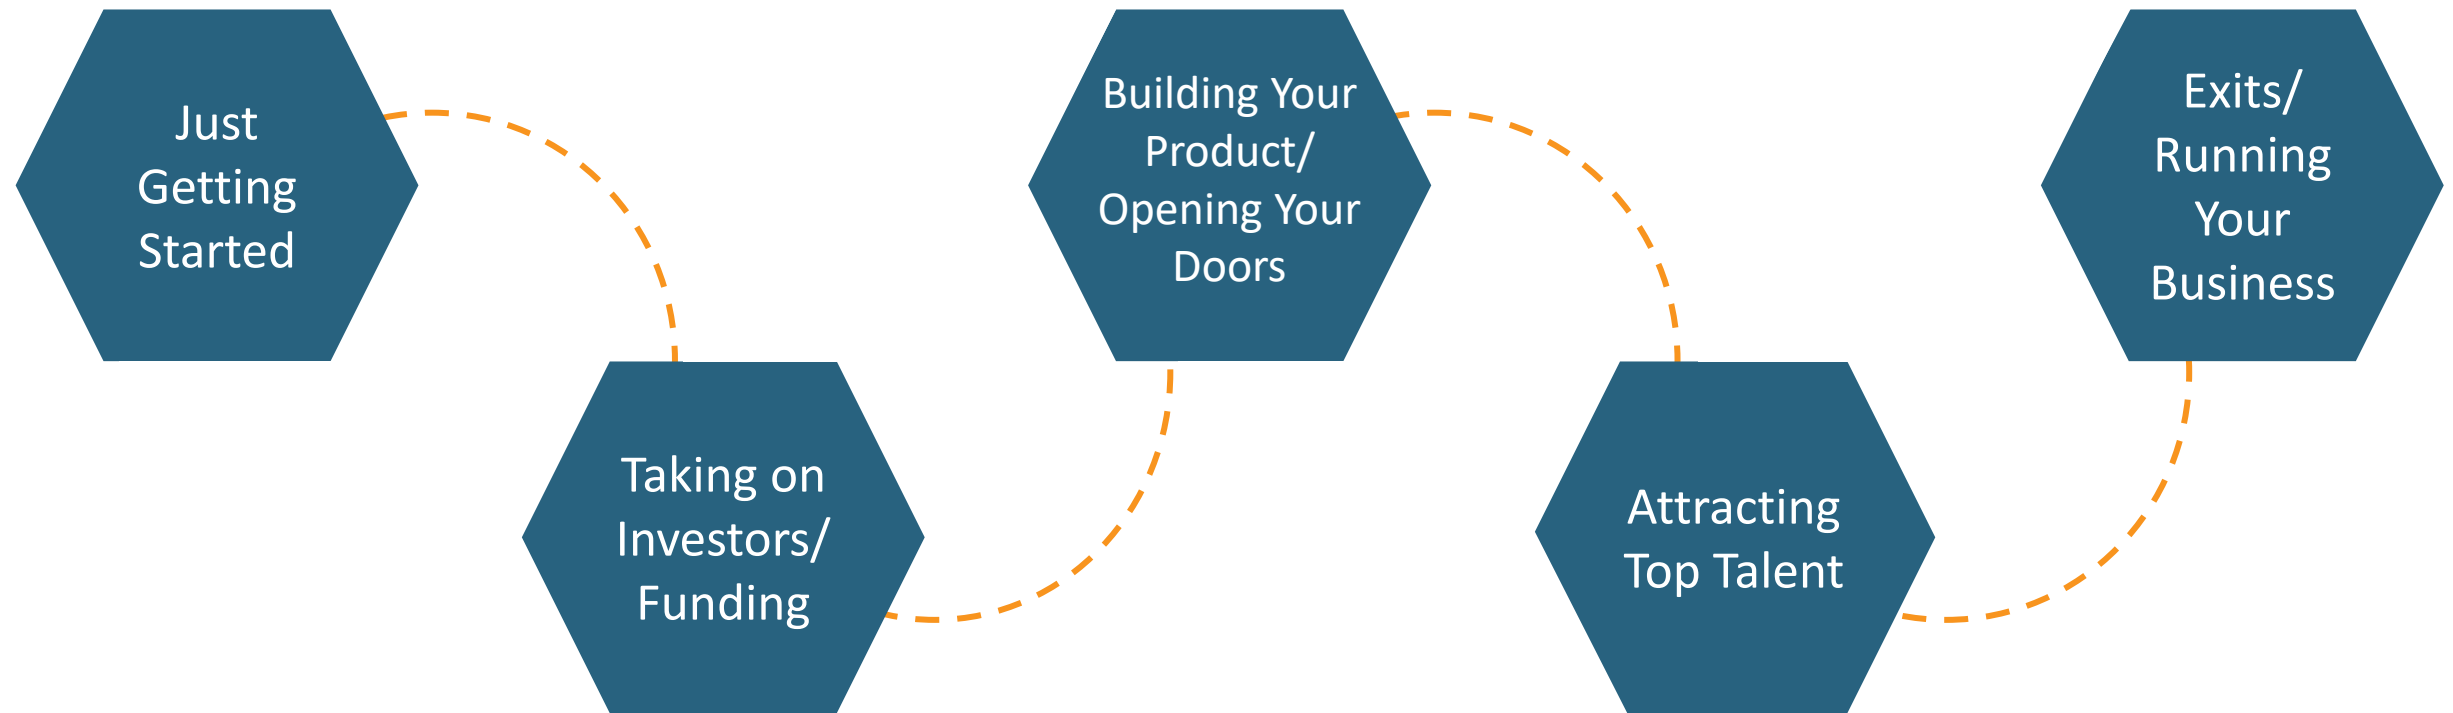 Just
Getting
Started
Taking on
Investors/
Funding
Building Your
Product/
Opening Your
Doors
Attracting
Top Talent
Exits/
Running
Your
Business